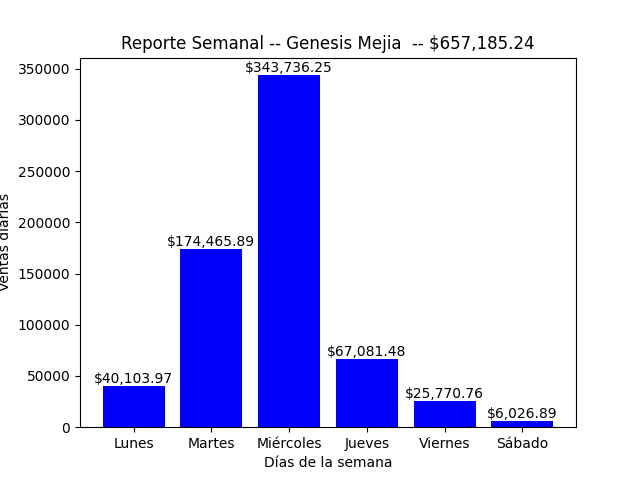 Reporte Semanal -- Genesis Mejia  -- $657,185.24
350000
300000
250000
200000
150000
100000
50000
0
Ventas diarias
$40,103.97
$174,465.89
$343,736.25
$67,081.48
$25,770.76
$6,026.89
Lunes
Martes
Miércoles
Jueves
Viernes
Sábado
Días de la semana